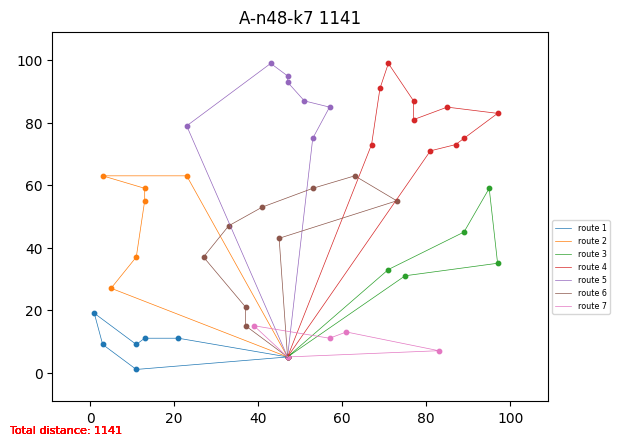 A-n48-k7 1141
100
80
60
40
20
0
0 20 40 60 80 100
route 1
route 2
route 3
route 4
route 5
route 6
route 7
Total distance: 1141